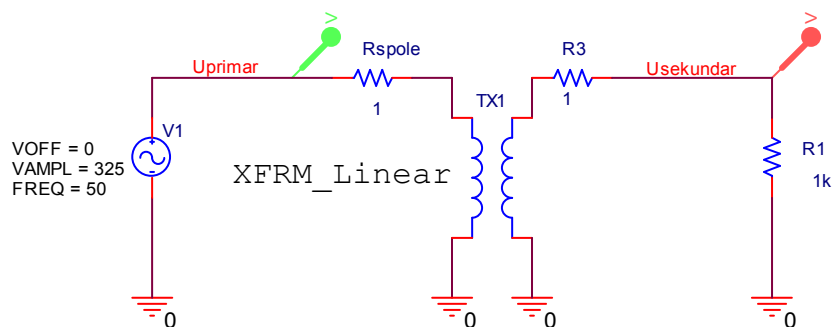 Uprimar
Rspole
1
TX1
R3
1
Usekundar
V
V
V1
VOFF = 0
VAMPL = 325
FREQ = 50
XFRM_Linear
R1
1k
0
0
0
0